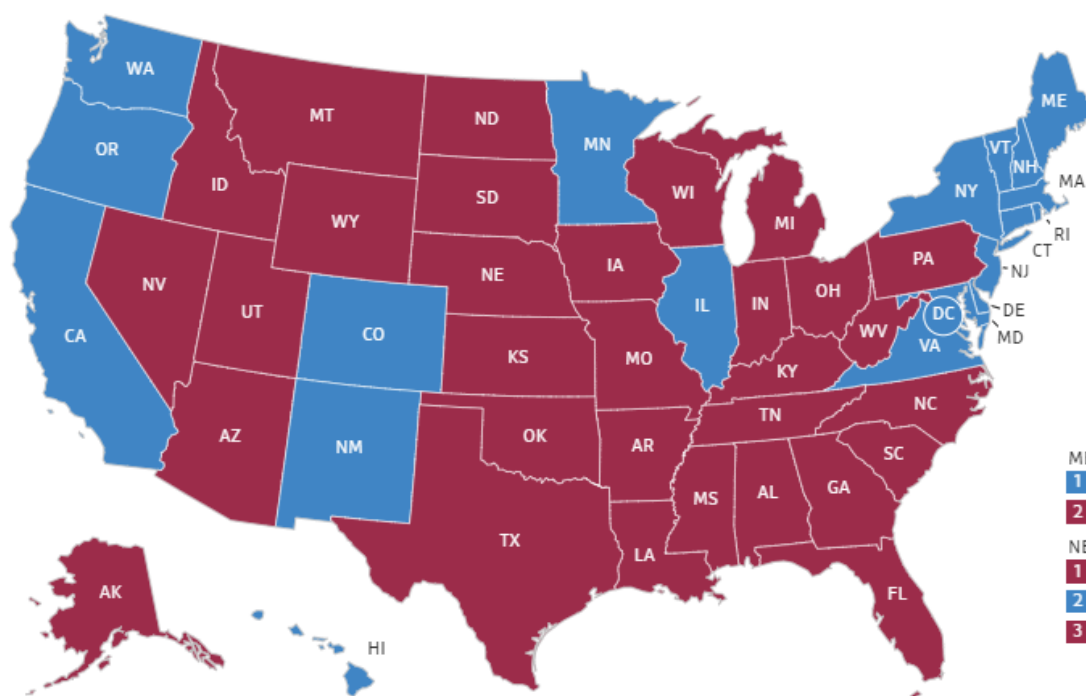 WA
MT
ND
MN
ME
OR
VT
NH
ID
SD
WI
NY
MA
WY
MI
RI
CT
NE
IA
PA
NJ
NV
UT
CO
IL
IN
OH
DC
DE
MD
CA
KS
MO
WV
VA
KY
AZ
NM
OK
AR
TN
NC
SC
MS
AL
GA
TX
LA
FL
AK
HI
1
2
NE
1
2
3